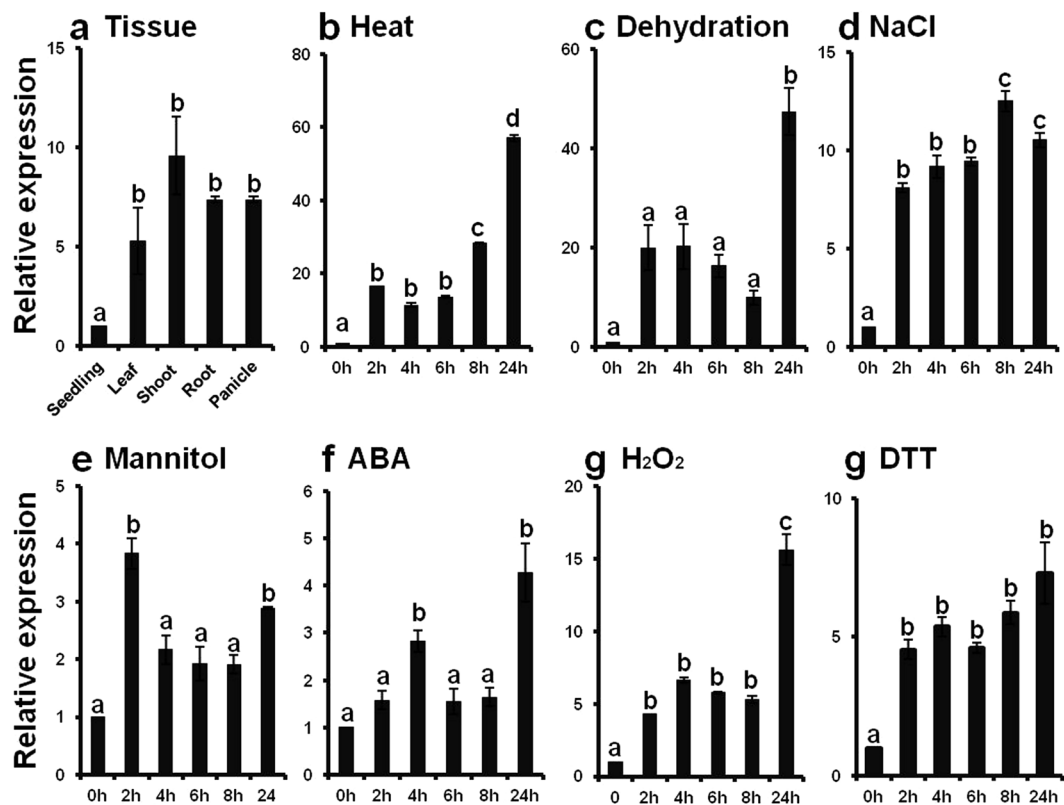 a Tissue
Relative expression
15
10
5
0
a
b
b
b
b
Seedling
Leaf
Shoot
Root
Panicle
b Heat
80
60
40
20
0
a
b
b
b
c
d
0h 2h 4h 6h 8h 24h
c Dehydration
60
40
20
0
a
a
a
a
a
b
0h 2h 4h 6h 8h 24h
d NaCl
15
10
5
0
a
b
b
b
c
c
0h 2h 4h 6h 8h 24h
e Mannitol
Relative expression
5
4
3
2
1
0
a
b
a
a
a
b
0h 2h 4h 6h 8h 24
f ABA
6
5
4
3
2
1
0
a
a
b
a
a
b
0h 2h 4h 6h 8h 24h
g H₂O₂
20
15
10
5
0
a
b
b
b
b
c
0 2h 4h 6h 8h 24h
g DTT
10
5
0
a
b
b
b
b
b
0h 2h 4h 6h 8h 24h